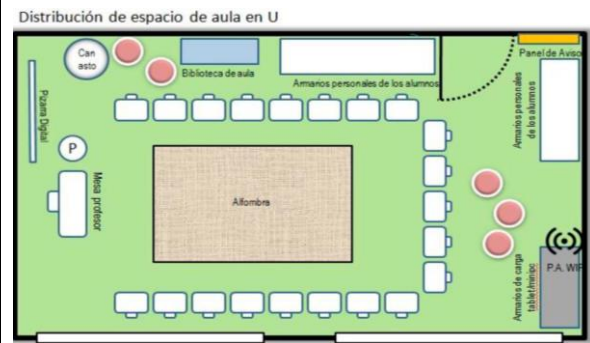 Distribución de espacio de aula en U
Can
asto
Biblioteca de aula
Armarios personales de los alumnos
Panel de Aviso
Pizarra Digital
Armarios personales
de los alumnos
P
Mesa profesor
Alfombra
P.A. WIF
Armarios de carga
tablet/minipc